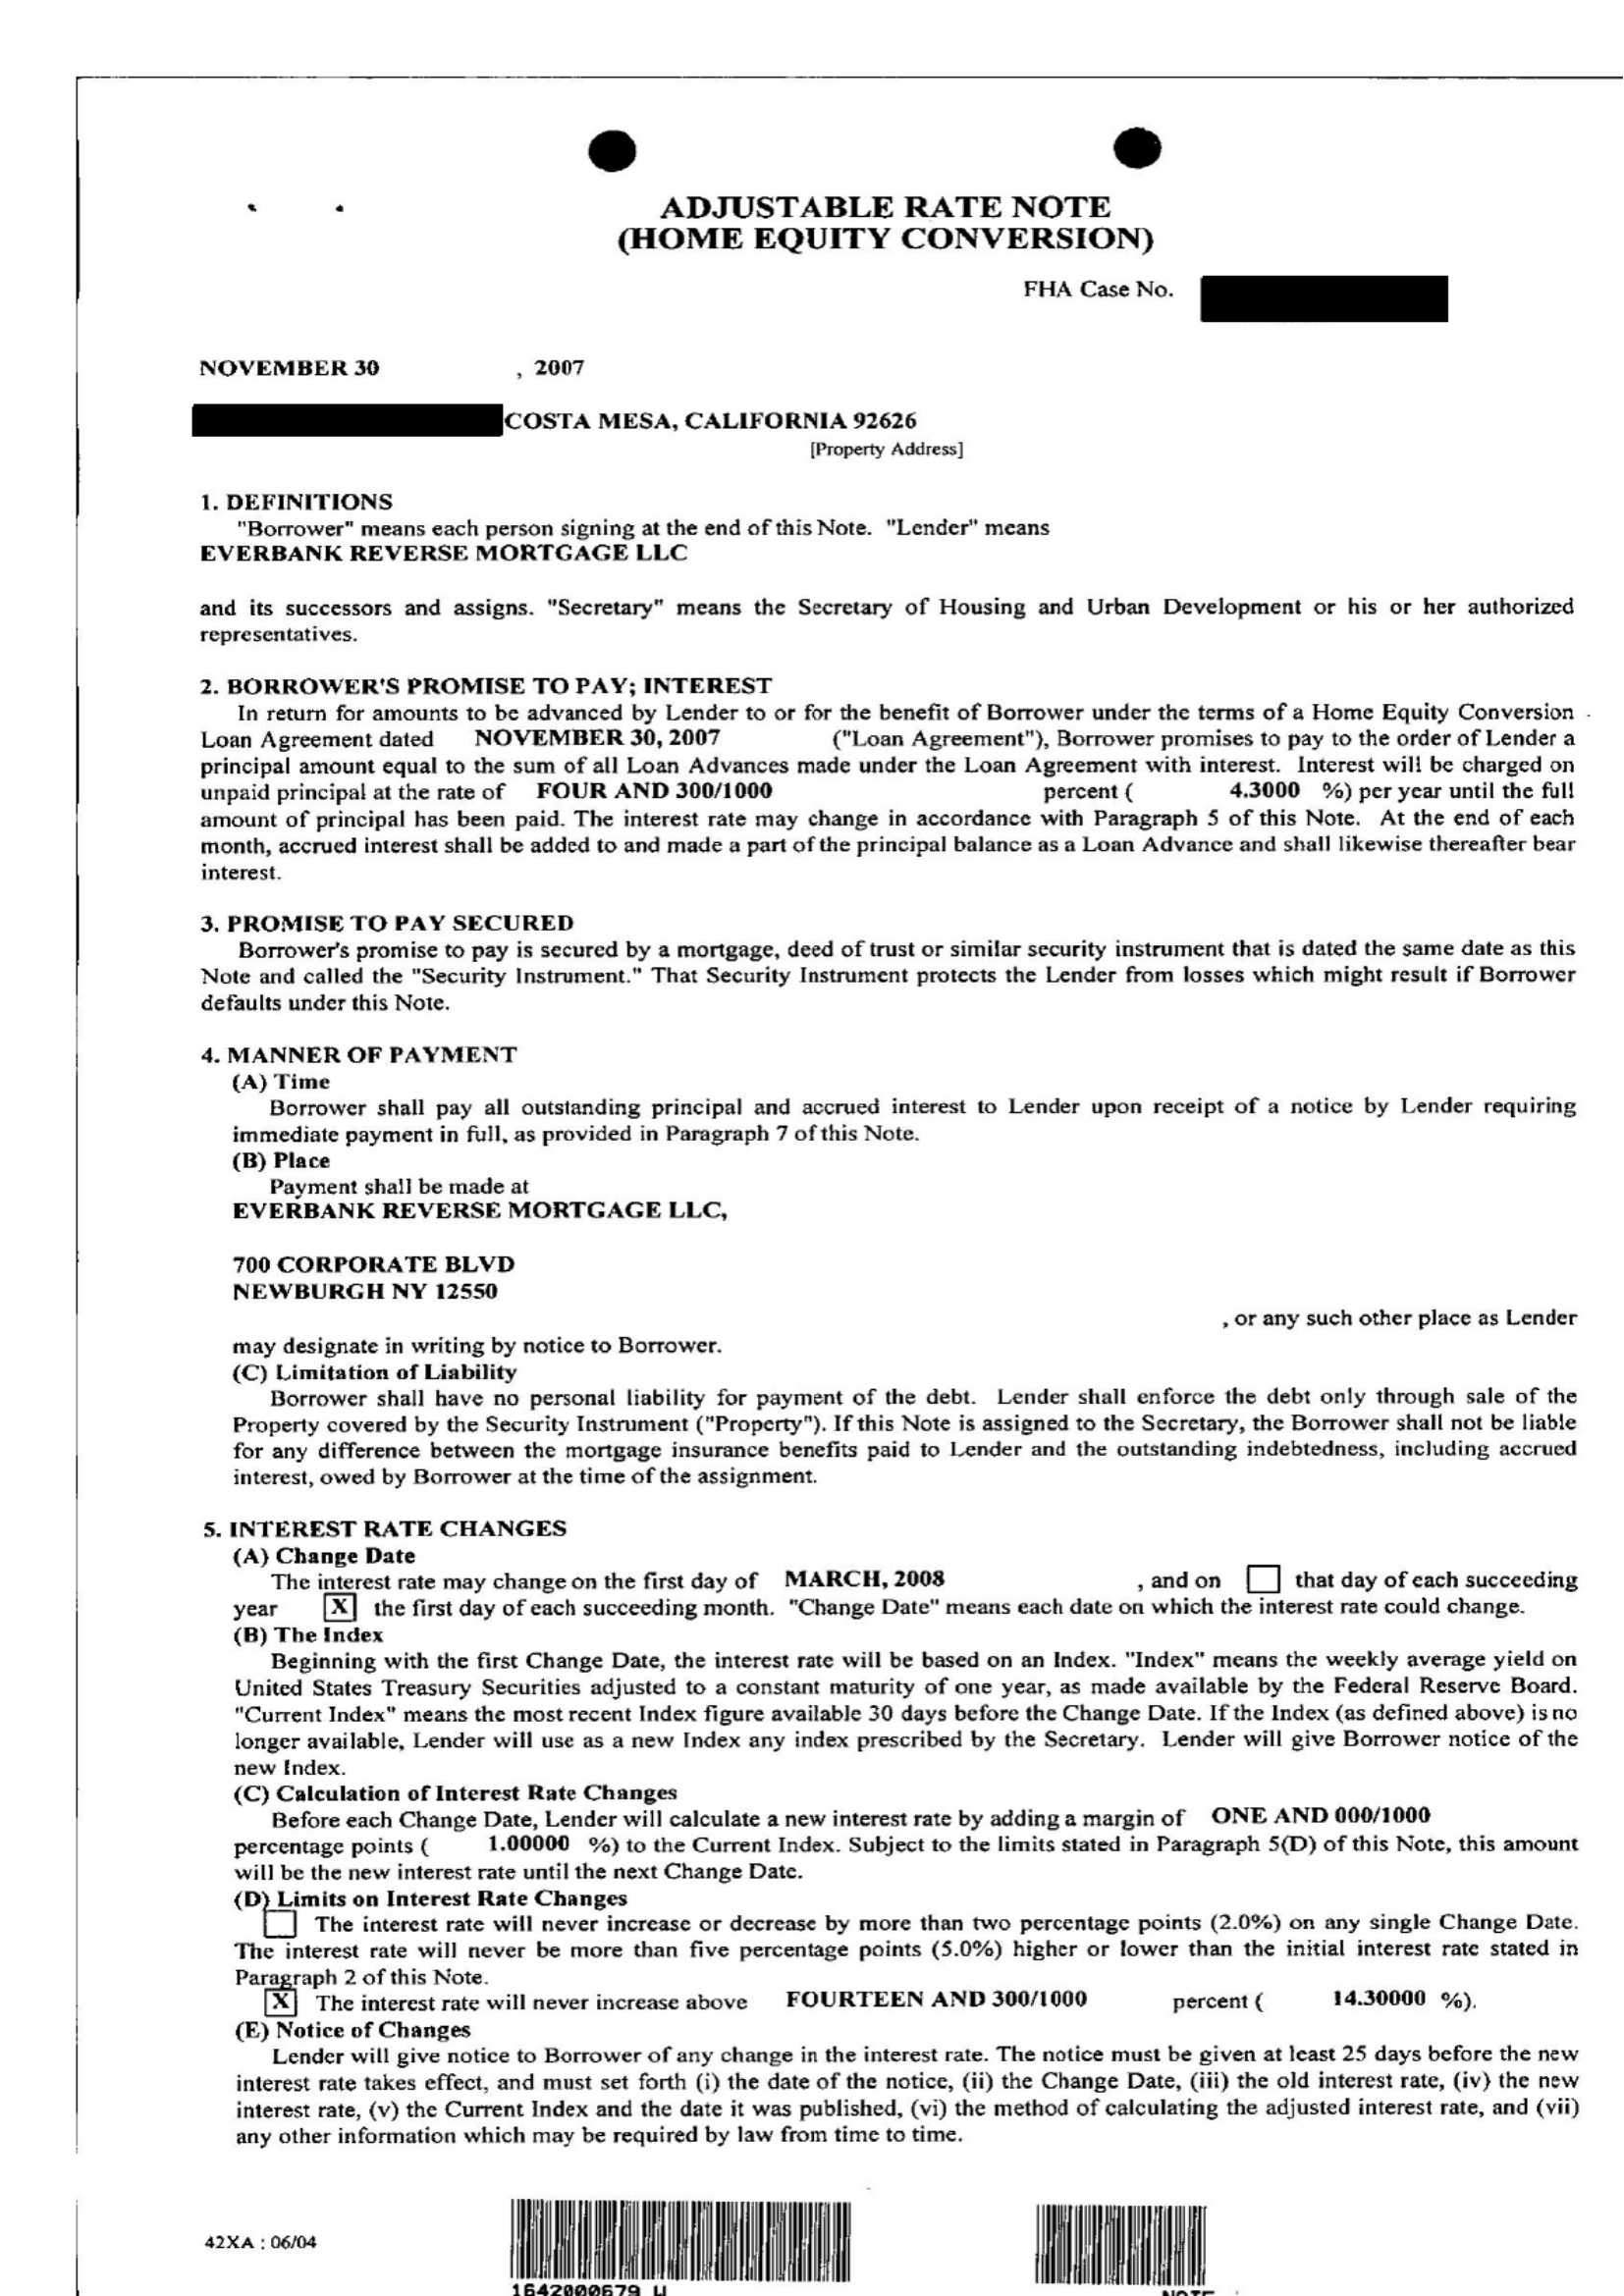 ADJUSTABLE RATE NOTE
(HOME EQUITY CONVERSION)
FHA Case No.
NOVEMBER 30 , 2007
COSTA MESA, CALIFORNIA 92626
[Property Address]
1. DEFINITIONS
"Borrower" means each person signing at the end of this Note. "Lender" means
EVERBANK REVERSE MORTGAGE LLC
and its successors and assigns. "Secretary" means the Secretary of Housing and Urban Development or his or her authorized
representatives.
2. BORROWER'S PROMISE TO PAY; INTEREST
In return for amounts to be advanced by Lender to or for the benefit of Borrower under the terms of a Home Equity Conversion
Loan Agreement dated NOVEMBER 30, 2007 ("Loan Agreement"), Borrower promises to pay to the order of Lender a
principal amount equal to the sum of all Loan Advances made under the Loan Agreement with interest. Interest will be charged on
unpaid principal at the rate of FOUR AND 300/1000 percent ( 4.3000 %) per year until the full
amount of principal has been paid. The interest rate may change in accordance with Paragraph 5 of this Note. At the end of each
month, accrued interest shall be added to and made a part of the principal balance as a Loan Advance and shall likewise thereafter bear
interest.
3. PROMISE TO PAY SECURED
Borrower's promise to pay is secured by a mortgage, deed of trust or similar security instrument that is dated the same date as this
Note and called the "Security Instrument." That Security Instrument protects the Lender from losses which might result if Borrower
defaults under this Note.
4. MANNER OF PAYMENT
(A) Time
Borrower shall pay all outstanding principal and accrued interest to Lender upon receipt of a notice by Lender requiring
immediate payment in full, as provided in Paragraph 7 of this Note.
(B) Place
Payment shall be made at
EVERBANK REVERSE MORTGAGE LLC,
700 CORPORATE BLVD
NEWBURGH NY 12550
, or any such other place as Lender
may designate in writing by notice to Borrower.
(C) Limitation of Liability
Borrower shall have no personal liability for payment of the debt. Lender shall enforce the debt only through sale of the
Property covered by the Security Instrument ("Property"). If this Note is assigned to the Secretary, the Borrower shall not be liable
for any difference between the mortgage insurance benefits paid to Lender and the outstanding indebtedness, including accrued
interest, owed by Borrower at the time of the assignment.
5. INTEREST RATE CHANGES
(A) Change Date
The interest rate may change on the first day of MARCH, 2008 , and on that day of each succeeding
year X the first day of each succeeding month. "Change Date" means each date on which the interest rate could change.
(B) The Index
Beginning with the first Change Date, the interest rate will be based on an Index. "Index" means the weekly average yield on
United States Treasury Securities adjusted to a constant maturity of one year, as made available by the Federal Reserve Board.
"Current Index" means the most recent Index figure available 30 days before the Change Date. If the Index (as defined above) is no
longer available, Lender will use as a new Index any index prescribed by the Secretary. Lender will give Borrower notice of the
new Index.
(C) Calculation of Interest Rate Changes
Before each Change Date, Lender will calculate a new interest rate by adding a margin of ONE AND 000/1000
percentage points ( 1.00000 %) to the Current Index. Subject to the limits stated in Paragraph 5(D) of this Note, this amount
will be the new interest rate until the next Change Date.
(D) Limits on Interest Rate Changes
The interest rate will never increase or decrease by more than two percentage points (2.0%) on any single Change Date.
The interest rate will never be more than five percentage points (5.0%) higher or lower than the initial interest rate stated in
Paragraph 2 of this Note.
X The interest rate will never increase above FOURTEEN AND 300/1000 percent ( 14.30000 %).
(E) Notice of Changes
Lender will give notice to Borrower of any change in the interest rate. The notice must be given at least 25 days before the new
interest rate takes effect, and must set forth (i) the date of the notice, (ii) the Change Date, (iii) the old interest rate, (iv) the new
interest rate, (v) the Current Index and the date it was published, (vi) the method of calculating the adjusted interest rate, and (vii)
any other information which may be required by law from time to time.
42XA : 06/04
1642000679 W
NOTE